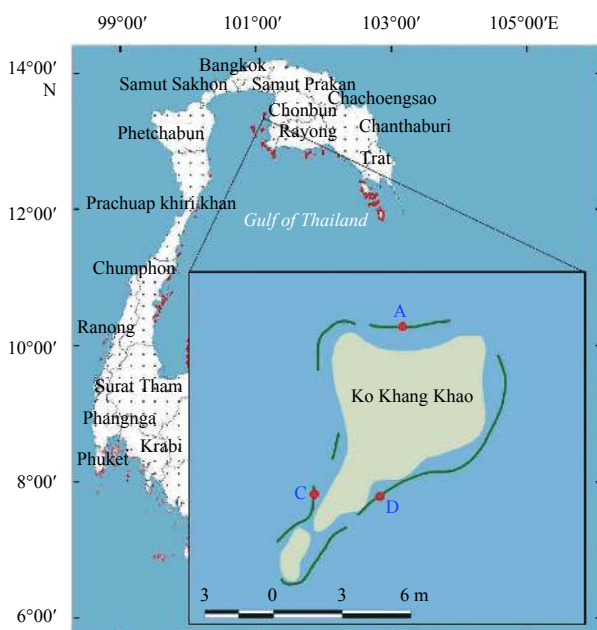 99°00′ 101°00′ 103°00′ 105°00′E
14°00′
N
Bangkok
Samut Sakhon
Samut Prakan
Chachoengsao
Chonbun
Phetchabun
Rayong
Chanthaburi
Trat
12°00′
Prachuap khiri khan
Gulf of Thailand
Chumphon
A
Ranong
10°00′
Surat Tham
Ko Khang Khao
Phangnga
Krabi
Phuket
8°00′
C
D
3 0 3 6 m
6°00′